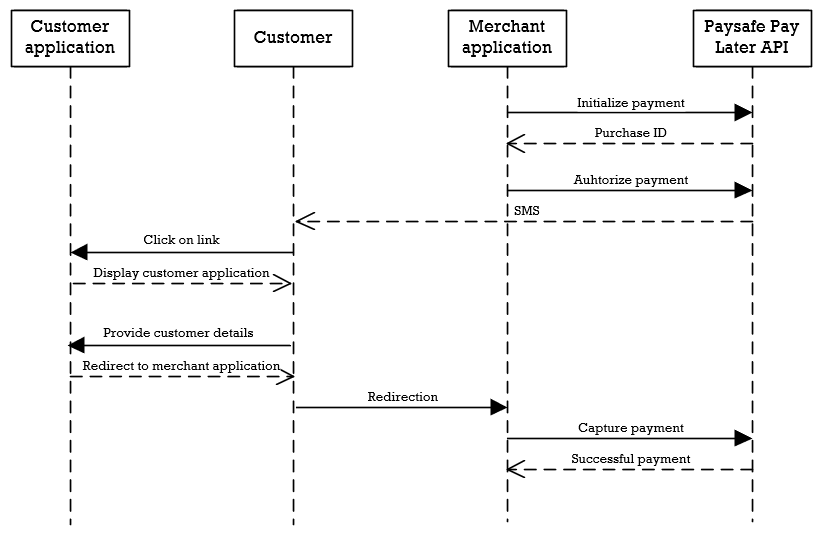 Customer
application
Customer
Merchant
application
Paysafe Pay
Later API
Initialize payment
Purchase ID
Auhtorize payment
SMS
Click on link
Display customer application
Provide customer details
Redirect to merchant application
Redirection
Capture payment
Successful payment